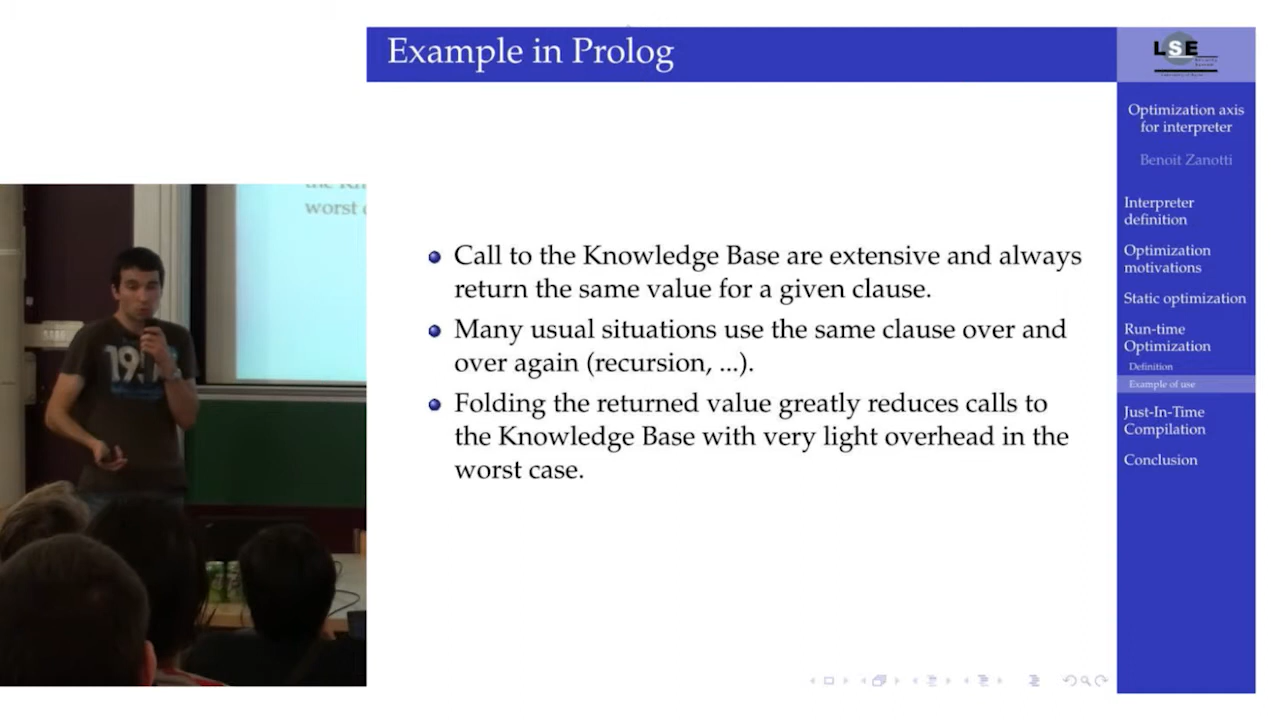 Example in Prolog
LSE
Optimization axis
for interpreter
Benoit Zanotti
Interpreter
definition
Optimization
motivations
Static optimization
Run-time
Optimization
Definition
Example of use
Just-In-Time
Compilation
Conclusion
Call to the Knowledge Base are extensive and always
return the same value for a given clause.
Many usual situations use the same clause over and
over again (recursion, ...).
Folding the returned value greatly reduces calls to
the Knowledge Base with very light overhead in the
worst case.
worst